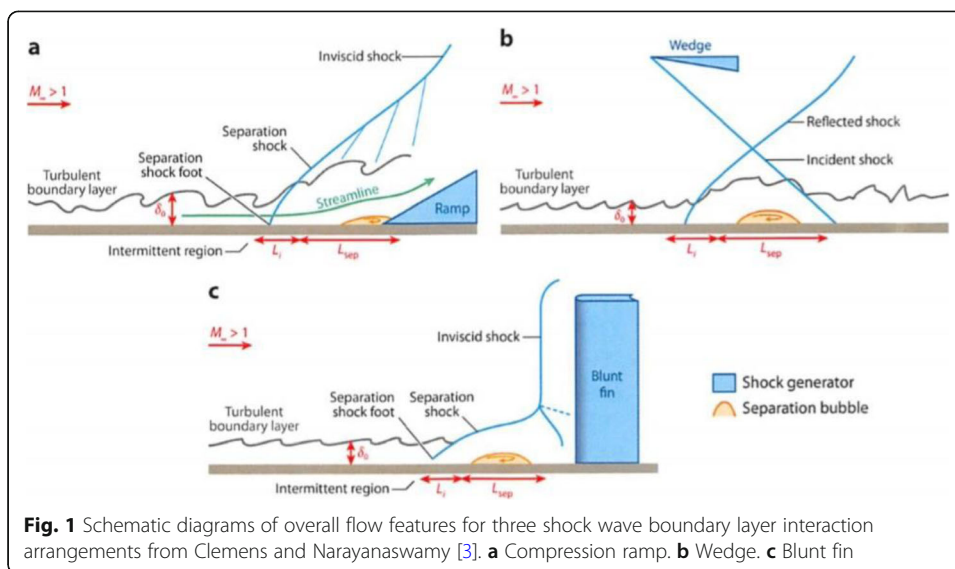 a
Inviscid shock
M∞ > 1
Separation
shock
Separation
shock foot
Turbulent
boundary layer
δ₀
Streamline
Ramp
Intermittent region
Lᵢ
Lsep
b
Wedge
Reflected shock
Incident shock
Turbulent
boundary layer
δ₀
Lᵢ
Lsep
c
M∞ > 1
Inviscid shock
Blunt
fin
Separation
shock foot
Separation
shock
Turbulent
boundary layer
δ₀
Intermittent region
Lᵢ
Lsep
Shock generator
Separation bubble
Fig. 1 Schematic diagrams of overall flow features for three shock wave boundary layer interaction
arrangements from Clemens and Narayanaswamy [3]. a Compression ramp. b Wedge. c Blunt fin